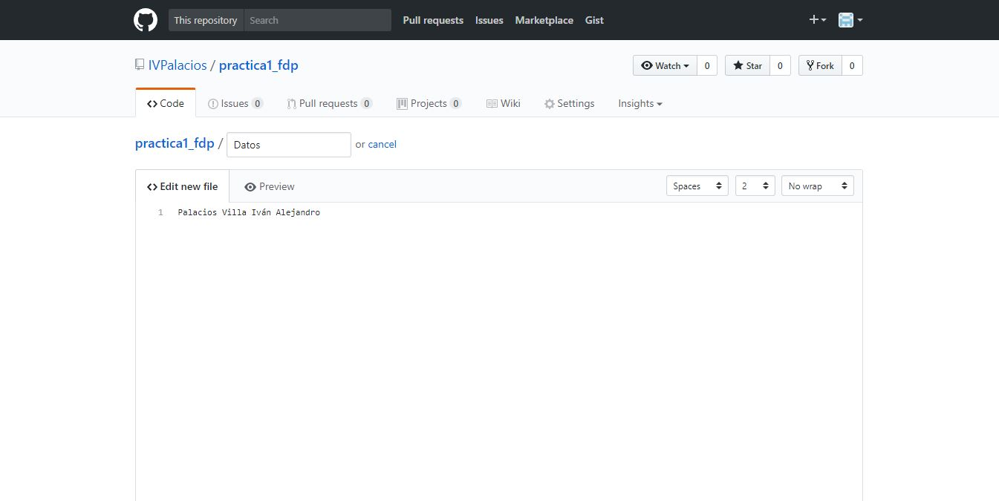 This repository Search Pull requests Issues Marketplace Gist
IVPalacios / practica1_fdp Watch 0 Star 0 Fork 0
Code Issues 0 Pull requests 0 Projects 0 Wiki Settings Insights
practica1_fdp / Datos or cancel
Edit new file Preview Spaces 2 No wrap
1 Palacios Villa Iván Alejandro